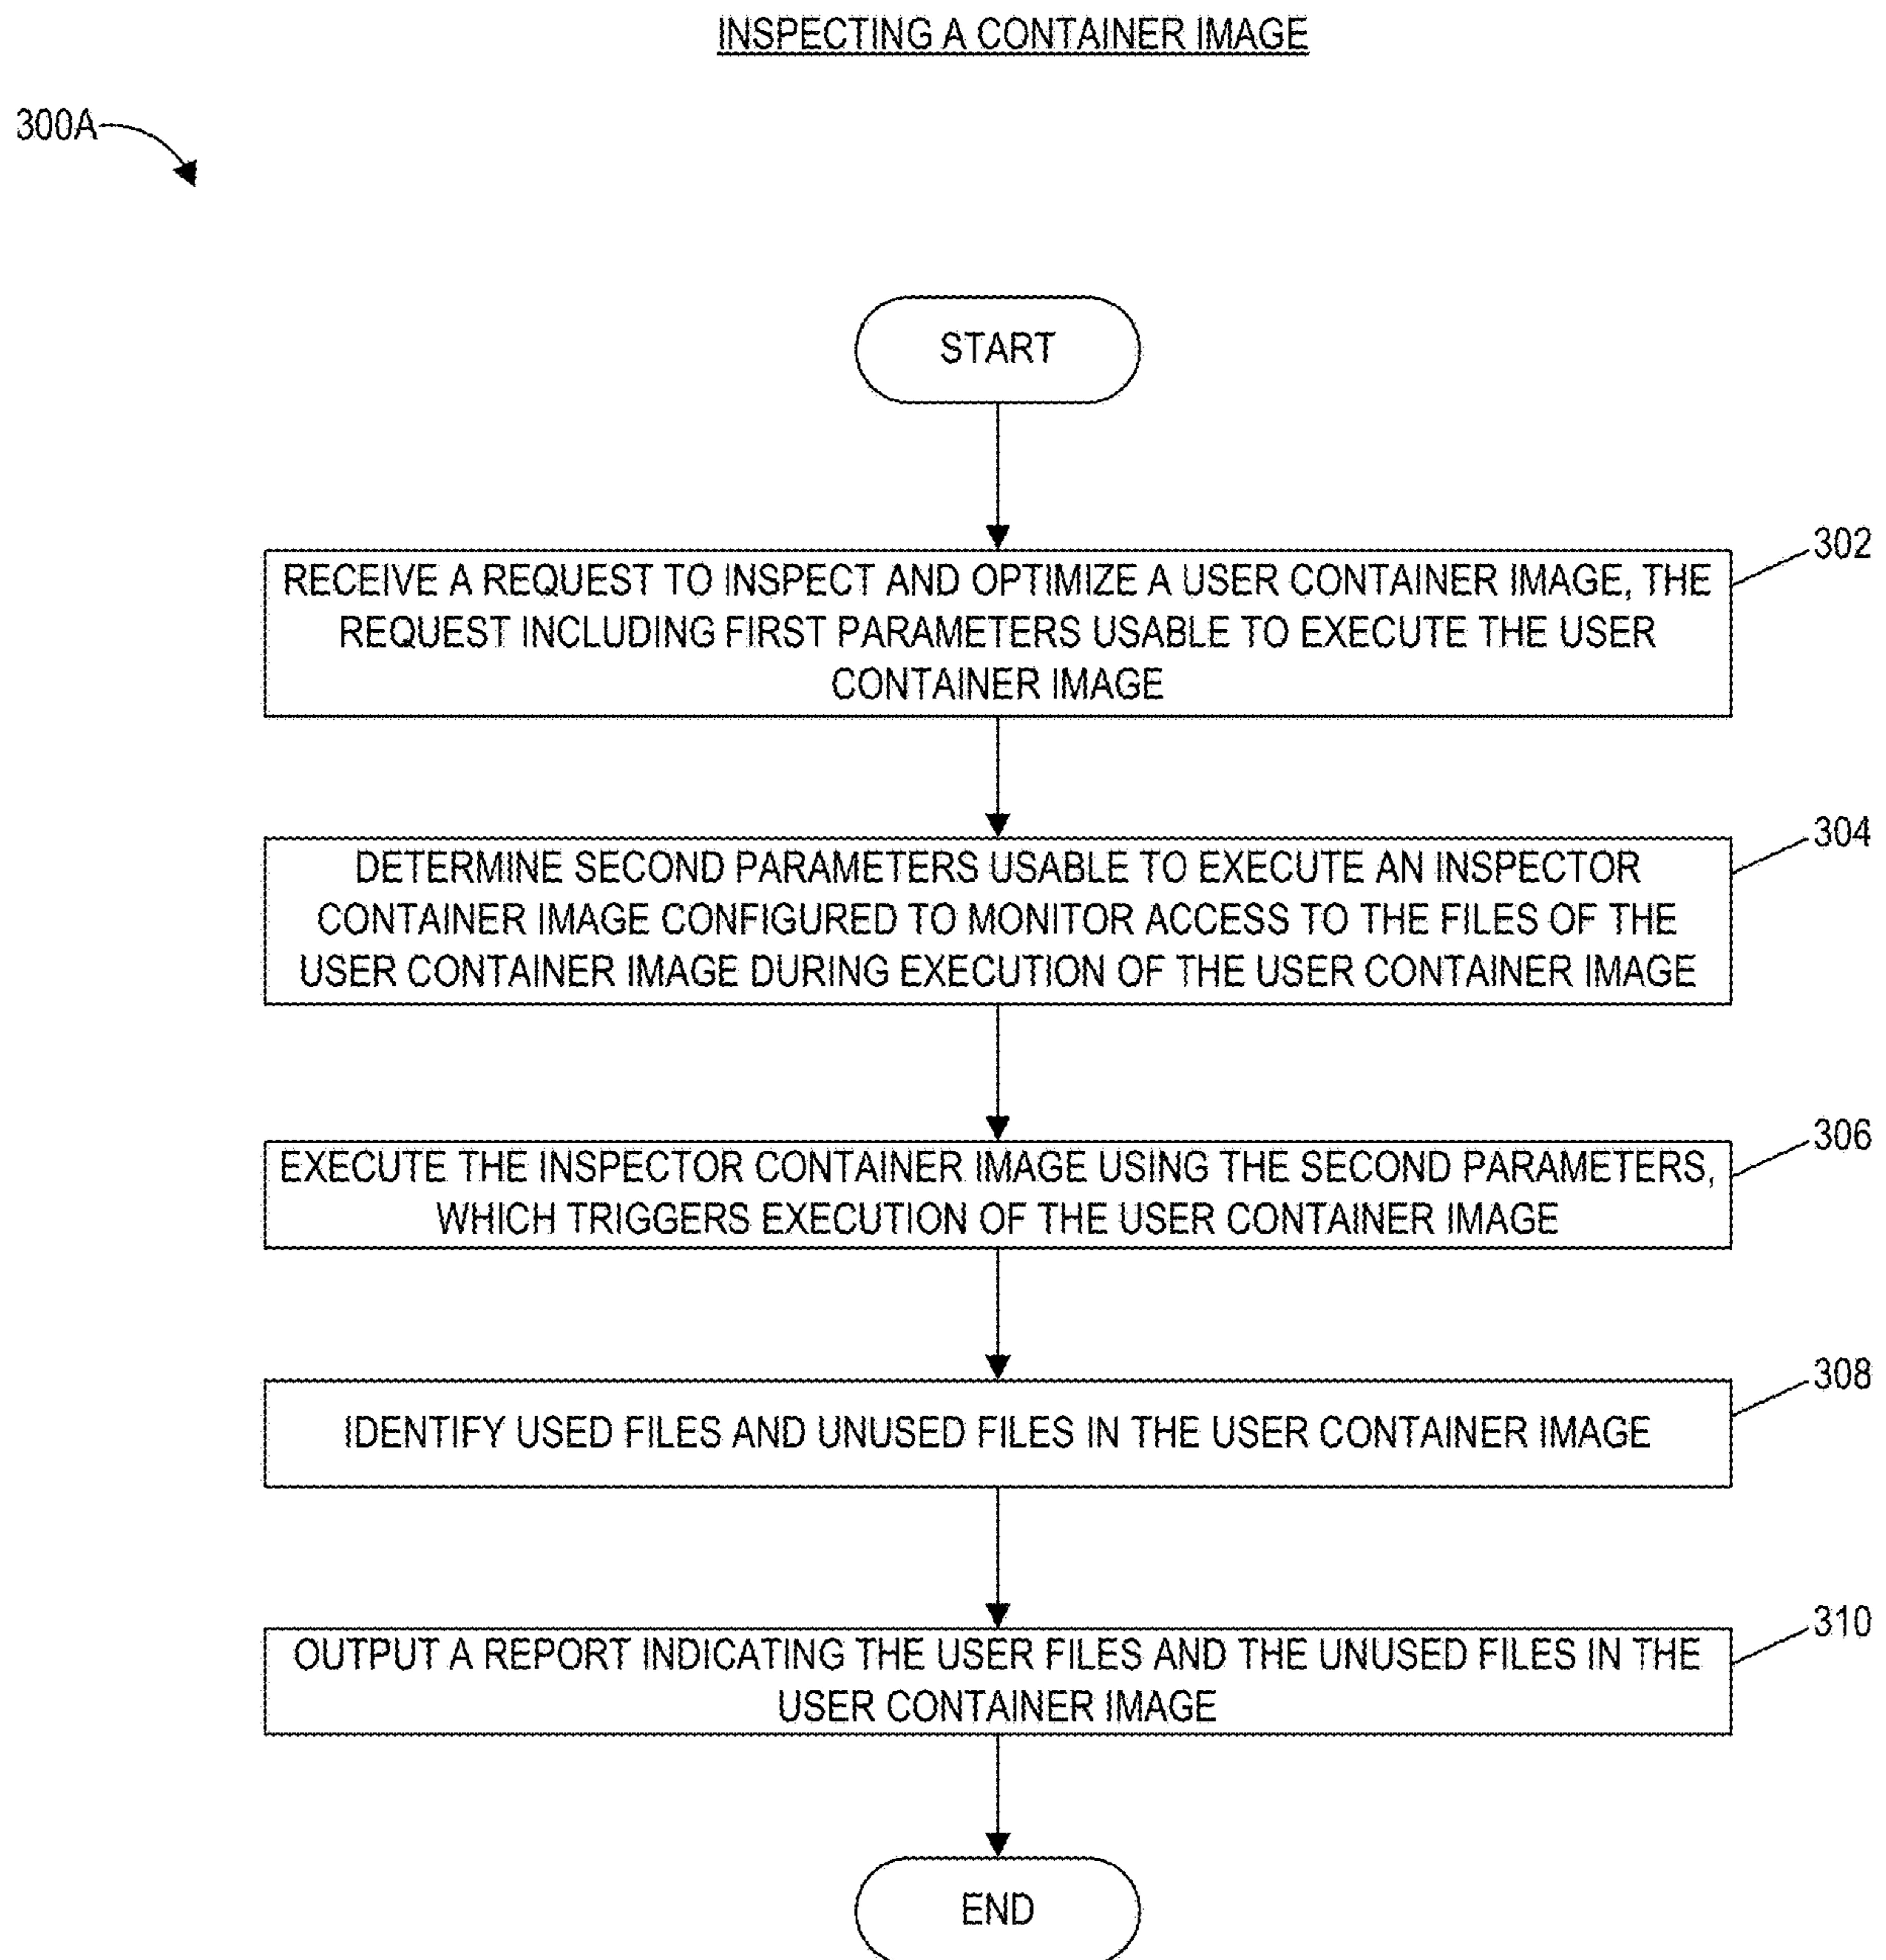 INSPECTING A CONTAINER IMAGE
300A
START
302
RECEIVE A REQUEST TO INSPECT AND OPTIMIZE A USER CONTAINER IMAGE, THE
REQUEST INCLUDING FIRST PARAMETERS USABLE TO EXECUTE THE USER
CONTAINER IMAGE
304
DETERMINE SECOND PARAMETERS USABLE TO EXECUTE AN INSPECTOR
CONTAINER IMAGE CONFIGURED TO MONITOR ACCESS TO THE FILES OF THE
USER CONTAINER IMAGE DURING EXECUTION OF THE USER CONTAINER IMAGE
306
EXECUTE THE INSPECTOR CONTAINER IMAGE USING THE SECOND PARAMETERS,
WHICH TRIGGERS EXECUTION OF THE USER CONTAINER IMAGE
308
IDENTIFY USED FILES AND UNUSED FILES IN THE USER CONTAINER IMAGE
310
OUTPUT A REPORT INDICATING THE USER FILES AND THE UNUSED FILES IN THE
USER CONTAINER IMAGE
END